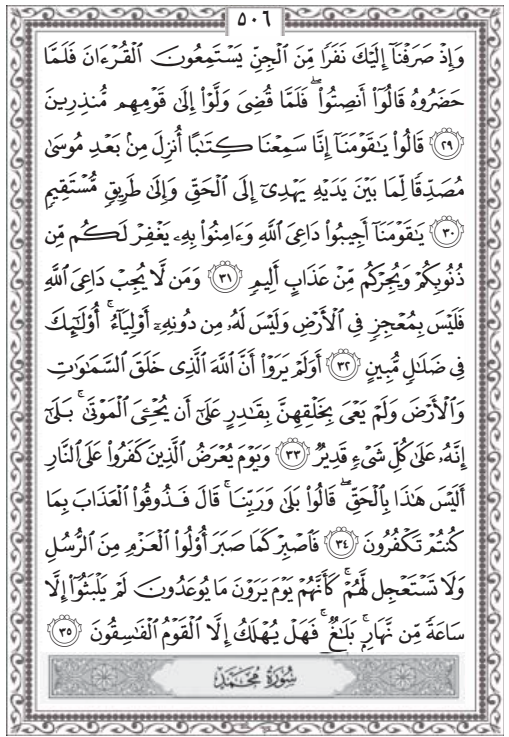 ٥٠٦
وَإِذْ صَرَفْنَآ إِلَيْكَ نَفَرًا مِّنَ ٱلْجِنِّ يَسْتَمِعُونَ ٱلْقُرْءَانَ فَلَمَّا
حَضَرُوهُ قَالُوٓا۟ أَنصِتُوا۟ ۖ فَلَمَّا قُضِىَ وَلَّوْا۟ إِلَىٰ قَوْمِهِم مُّنذِرِينَ
٢٩ قَالُوا۟ يَـٰقَوْمَنَآ إِنَّا سَمِعْنَا كِتَـٰبًا أُنزِلَ مِنۢ بَعْدِ مُوسَىٰ
مُصَدِّقًا لِّمَا بَيْنَ يَدَيْهِ يَهْدِىٓ إِلَى ٱلْحَقِّ وَإِلَىٰ طَرِيقٍ مُّسْتَقِيمٍ
٣٠ يَـٰقَوْمَنَآ أَجِيبُوا۟ دَاعِىَ ٱللَّهِ وَءَامِنُوا۟ بِهِۦ يَغْفِرْ لَكُم مِّن
ذُنُوبِكُمْ وَيُجِرْكُم مِّنْ عَذَابٍ أَلِيمٍ ٣١ وَمَن لَّا يُجِبْ دَاعِىَ ٱللَّهِ
فَلَيْسَ بِمُعْجِزٍ فِى ٱلْأَرْضِ وَلَيْسَ لَهُۥ مِن دُونِهِۦٓ أَوْلِيَآءُ ۚ أُو۟لَـٰٓئِكَ
فِى ضَلَـٰلٍ مُّبِينٍ ٣٢ أَوَلَمْ يَرَوْا۟ أَنَّ ٱللَّهَ ٱلَّذِى خَلَقَ ٱلسَّمَـٰوَٰتِ
وَٱلْأَرْضَ وَلَمْ يَعْىَ بِخَلْقِهِنَّ بِقَـٰدِرٍ عَلَىٰٓ أَن يُحْـِۧىَ ٱلْمَوْتَىٰ ۚ بَلَىٰٓ
إِنَّهُۥ عَلَىٰ كُلِّ شَىْءٍ قَدِيرٌ ٣٣ وَيَوْمَ يُعْرَضُ ٱلَّذِينَ كَفَرُوا۟ عَلَى ٱلنَّارِ
أَلَيْسَ هَـٰذَا بِٱلْحَقِّ ۖ قَالُوا۟ بَلَىٰ وَرَبِّنَا ۚ قَالَ فَذُوقُوا۟ ٱلْعَذَابَ بِمَا
كُنتُمْ تَكْفُرُونَ ٣٤ فَٱصْبِرْ كَمَا صَبَرَ أُو۟لُوا۟ ٱلْعَزْمِ مِنَ ٱلرُّسُلِ
وَلَا تَسْتَعْجِل لَّهُمْ ۚ كَأَنَّهُمْ يَوْمَ يَرَوْنَ مَا يُوعَدُونَ لَمْ يَلْبَثُوٓا۟ إِلَّا
سَاعَةً مِّن نَّهَارٍۭ ۚ بَلَـٰغٌ ۚ فَهَلْ يُهْلَكُ إِلَّا ٱلْقَوْمُ ٱلْفَـٰسِقُونَ ٣٥
سُورَةُ مُحَمَّدٍ